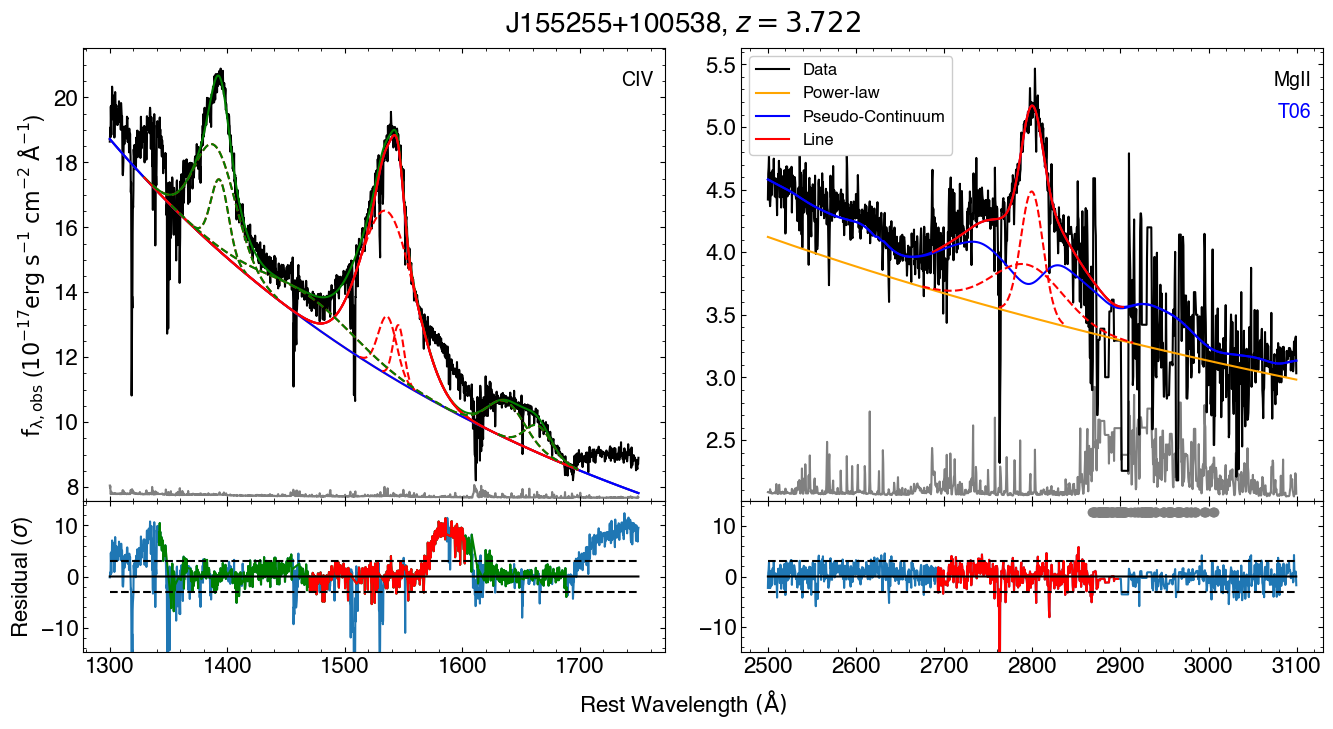 J155255+100538, z = 3.722
CIV
MgII
T06
Data
Power-law
Pseudo-Continuum
Line
f_λ,obs (10⁻¹⁷erg s⁻¹ cm⁻² Å⁻¹)
20
18
16
14
12
10
8
5.5
5.0
4.5
4.0
3.5
3.0
2.5
Residual (σ)
10
0
−10
10
0
−10
1300 1400 1500 1600 1700
2500 2600 2700 2800 2900 3000 3100
Rest Wavelength (Å)